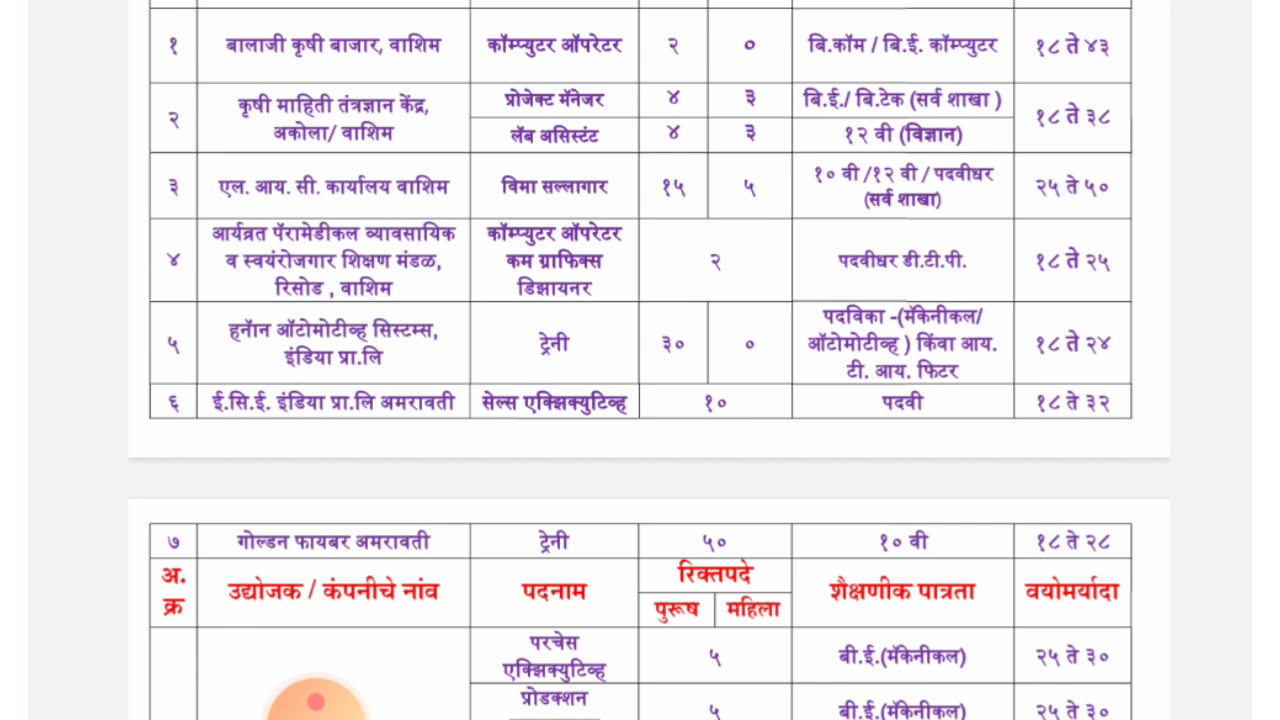 १ बालाजी कृषी बाजार, वाशिम कॉम्प्युटर ऑपरेटर २ ० बि.कॉम / बि.ई. कॉम्प्युटर १८ ते ४३
२ कृषी माहिती तंत्रज्ञान केंद्र, अकोला/ वाशिम प्रोजेक्ट मॅनेजर ४ ३ बि.ई./ बि.टेक (सर्व शाखा ) १८ ते ३८
लॅब असिस्टंट ४ ३ १२ वी (विज्ञान)
३ एल. आय. सी. कार्यालय वाशिम विमा सल्लागार १५ ५ १० वी /१२ वी / पदवीधर
(सर्व शाखा) २५ ते ५०
४ आर्यव्रत पॅरामेडीकल व्यावसायिक
व स्वयंरोजगार शिक्षण मंडळ,
रिसोड , वाशिम कॉम्प्युटर ऑपरेटर
कम ग्राफिक्स
डिझायनर २ पदवीधर डी.टी.पी. १८ ते २५
५ हनॅान ऑटोमोटीव्ह सिस्टम्स,
इंडिया प्रा.लि ट्रेनी ३० ० पदविका -(मॅकेनीकल/
ऑटोमोटीव्ह ) किंवा आय.
टी. आय. फिटर १८ ते २४
६ ई.सि.ई. इंडिया प्रा.लि अमरावती सेल्स एक्झिक्युटिव्ह १० पदवी १८ ते ३२
७ गोल्डन फायबर अमरावती ट्रेनी ५० १० वी १८ ते २८
अ.
क्र उद्योजक / कंपनीचे नांव पदनाम रिक्तपदे शैक्षणीक पात्रता वयोमर्यादा
पुरूष महिला
परचेस
एक्झिक्युटिव्ह ५ बी.ई.(मॅकेनीकल) २५ ते ३०
प्रोडक्शन ५ बी.ई.(मॅकेनीकल) २५ ते ३०